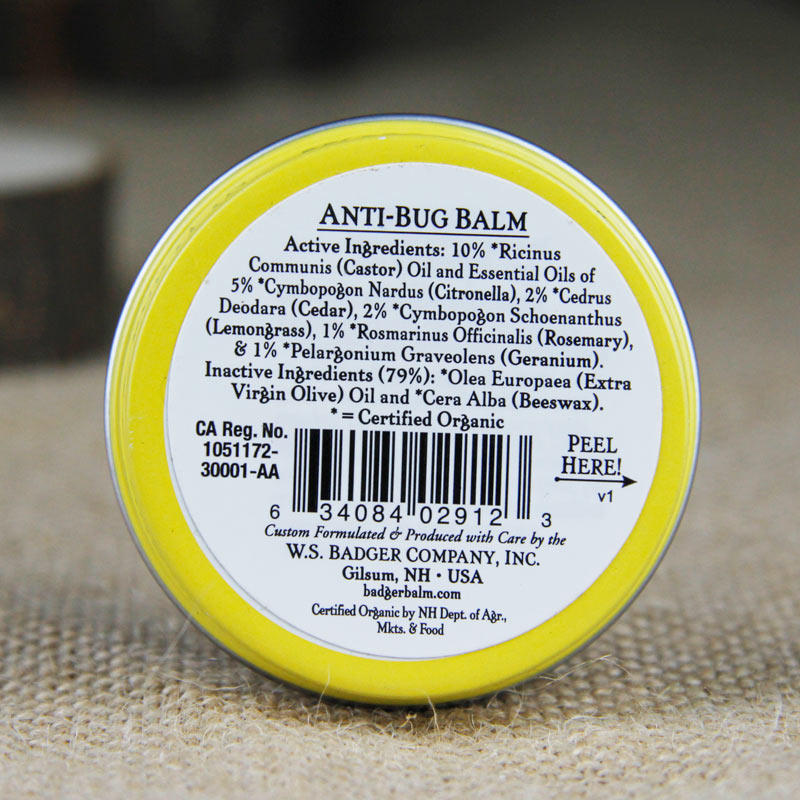 ANTI-BUG BALM
Active Ingredients: 10% *Ricinus
Communis (Castor) Oil and Essential Oils of
5% *Cymbopogon Nardus (Citronella), 2% *Cedrus
Deodara (Cedar), 2% *Cymbopogon Schoenanthus
(Lemongrass), 1% *Rosmarinus Officinalis (Rosemary),
& 1% *Pelargonium Graveolens (Geranium).
Inactive Ingredients (79%): *Olea Europaea (Extra
Virgin Olive) Oil and *Cera Alba (Beeswax).
* = Certified Organic
CA Reg. No.
1051172-
30001-AA
PEEL
HERE!
v1
6 34084 02912 3
Custom Formulated & Produced with Care by the
W.S. BADGER COMPANY, INC.
Gilsum, NH • USA
badgerbalm.com
Certified Organic by NH Dept. of Agr.,
Mkts. & Food